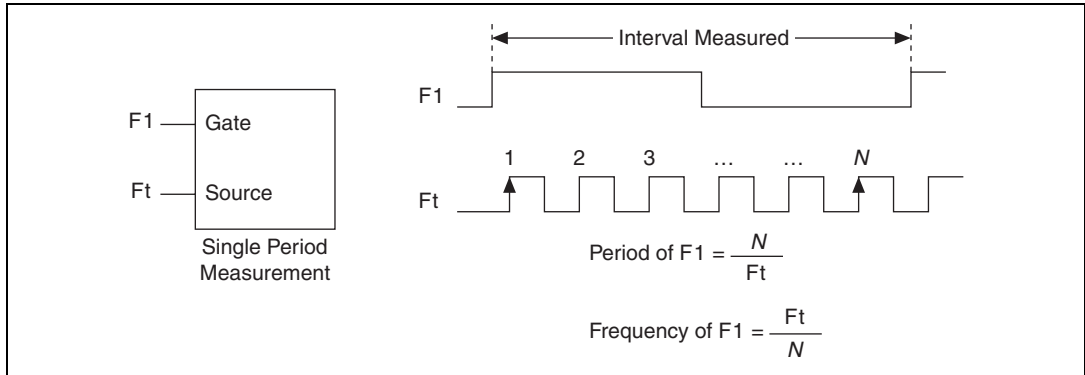 Interval Measured
F1
F1 Gate
1 2 3 … … N
Ft Source
Ft
Single Period
Measurement
Period of F1 = N
Ft
Frequency of F1 = Ft
N